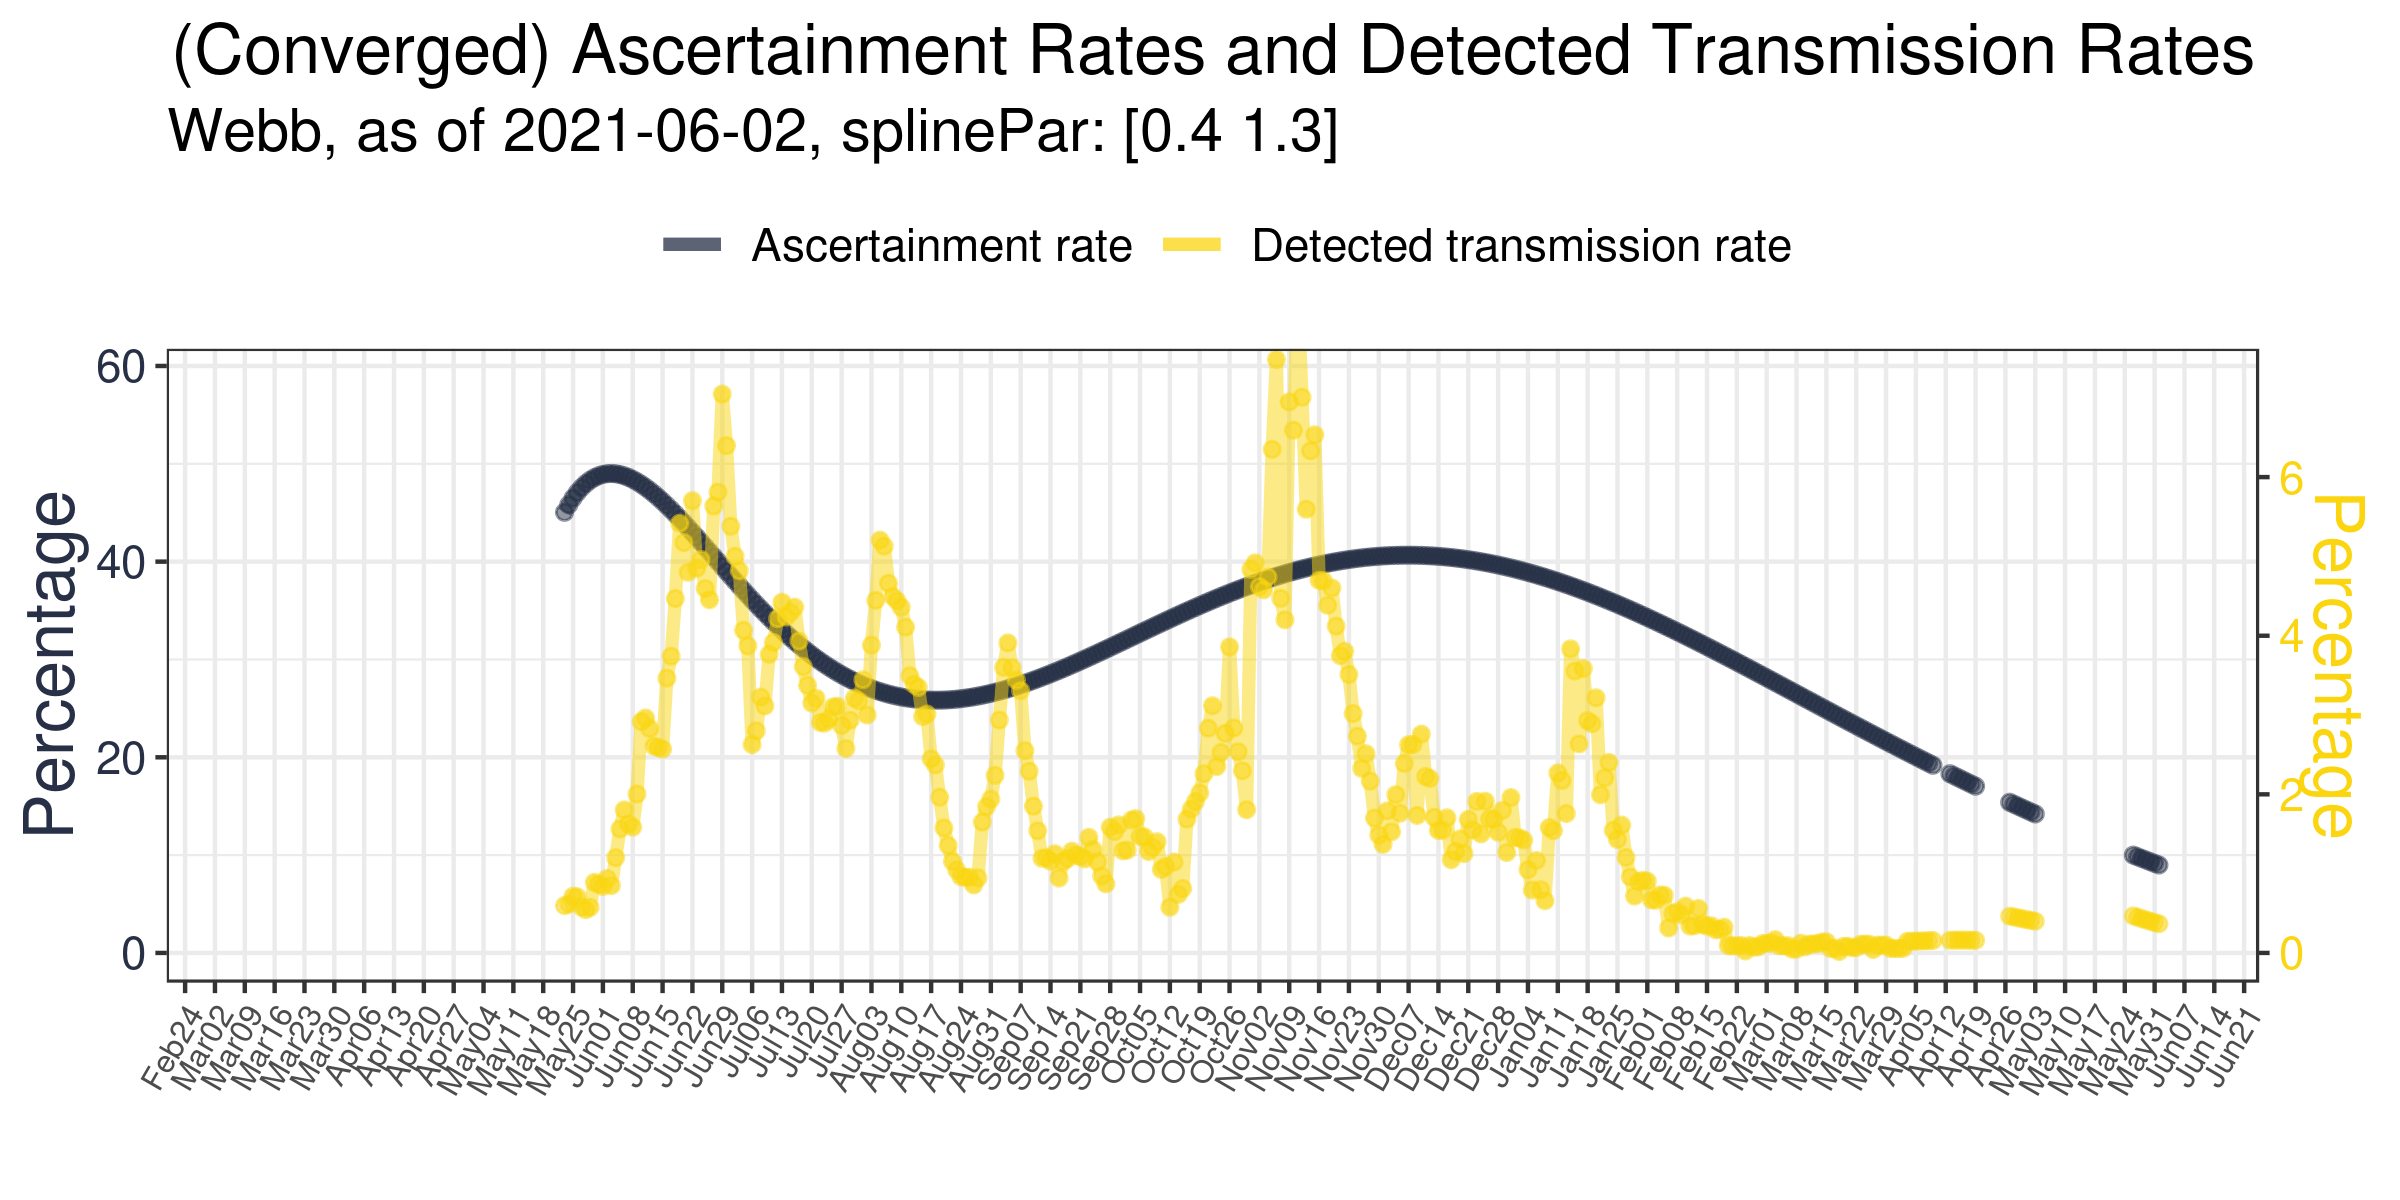 (Converged) Ascertainment Rates and Detected Transmission Rates
Webb, as of 2021-06-02, splinePar: [0.4 1.3]
Ascertainment rate Detected transmission rate
Percentage
60
40
20
0
6
4
2
0
Percentage
Feb24 Mar02 Mar09 Mar16 Mar23 Mar30 Apr06 Apr13 Apr20 Apr27 May04 May11 May18 May25 Jun01 Jun08 Jun15 Jun22 Jun29 Jul06 Jul13 Jul20 Jul27 Aug03 Aug10 Aug17 Aug24 Aug31 Sep07 Sep14 Sep21 Sep28 Oct05 Oct12 Oct19 Oct26 Nov02 Nov09 Nov16 Nov23 Nov30 Dec07 Dec14 Dec21 Dec28 Jan04 Jan11 Jan18 Jan25 Feb01 Feb08 Feb15 Feb22 Mar01 Mar08 Mar15 Mar22 Mar29 Apr05 Apr12 Apr19 Apr26 May03 May10 May17 May24 May31 Jun07 Jun14 Jun21